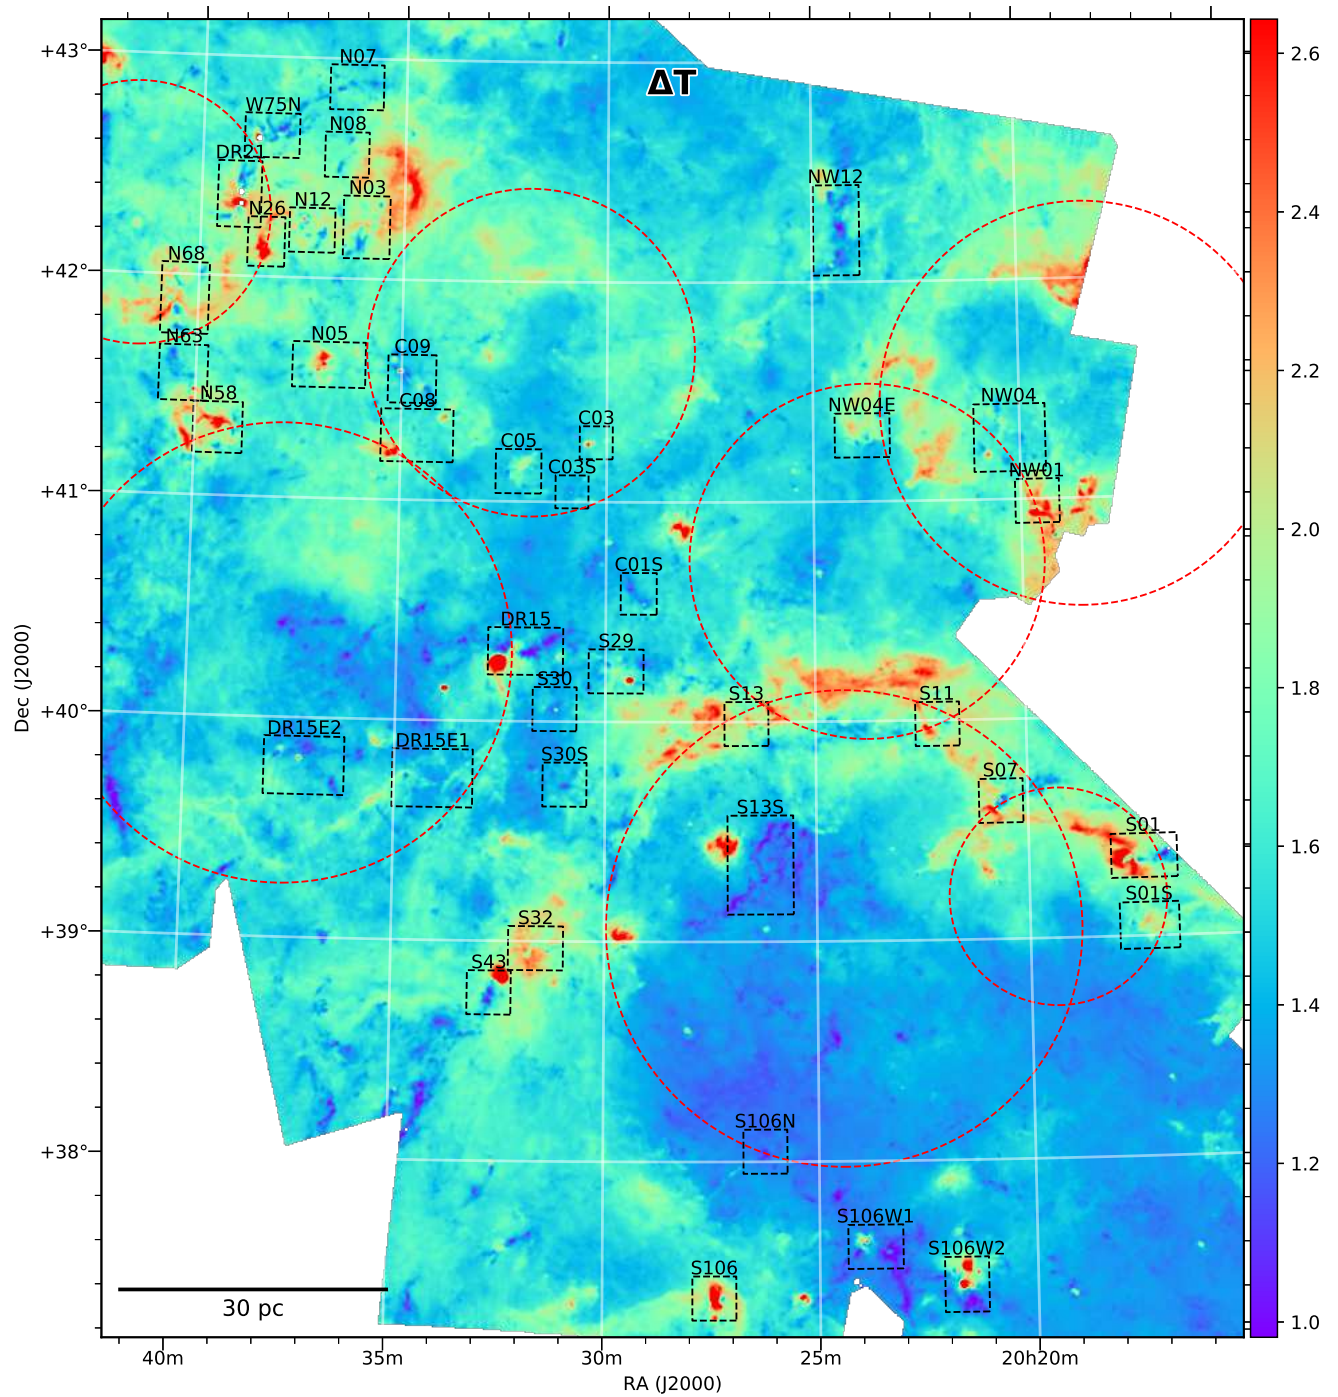 ΔT
+43°
+42°
+41°
+40°
+39°
+38°
Dec (J2000)
N07
W75N
N08
DR21
N03
N12
N26
N68
N63
N05
C09
N58
C08
C03
C05
C03S
NW12
NW04
NW04E
NW01
C01S
DR15
S29
S30
S13
S11
DR15E2
DR15E1
S30S
S07
S13S
S01
S01S
S32
S43
S106N
S106W1
S106W2
S106
30 pc
40m
35m
30m
25m
20h20m
RA (J2000)
2.6
2.4
2.2
2.0
1.8
1.6
1.4
1.2
1.0